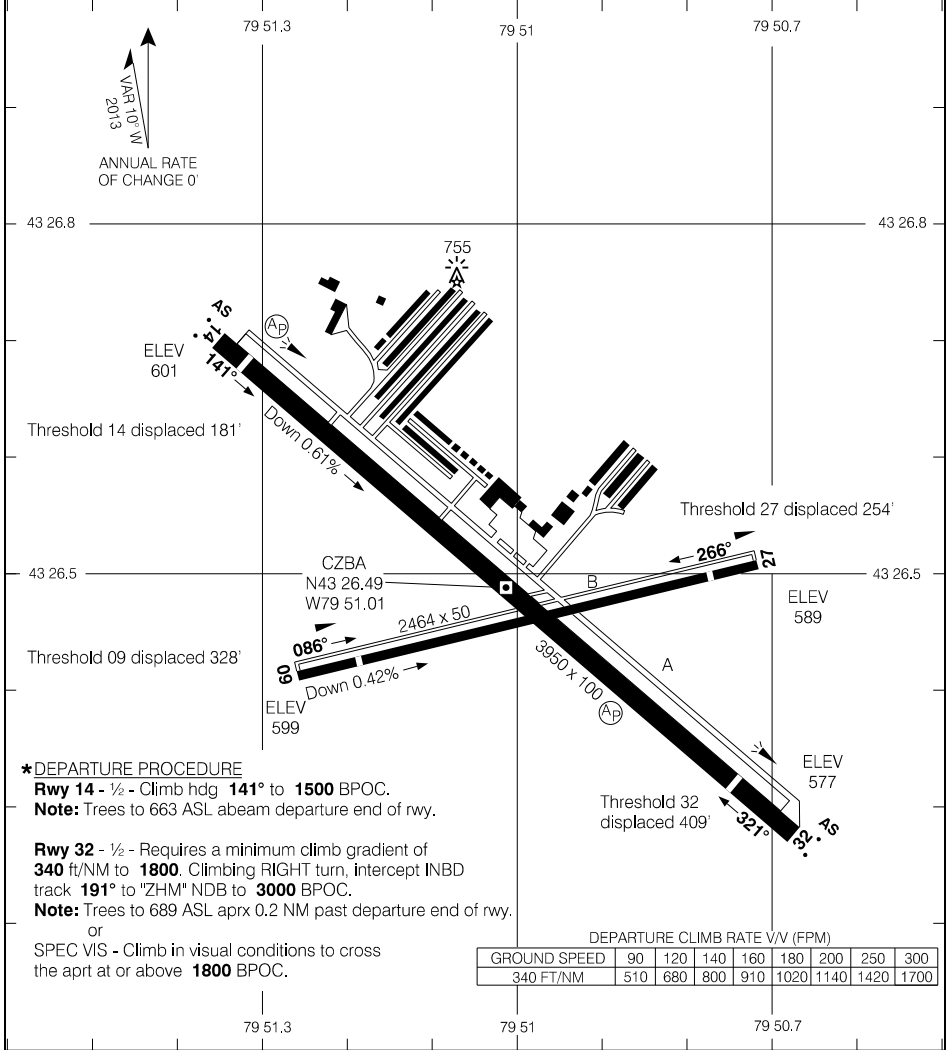 79 51.3
79 51
79 50.7
VAR 10° W
2013
ANNUAL RATE
OF CHANGE 0'
43 26.8
43 26.8
755
AS
14
AP
ELEV
601
141°
Threshold 14 displaced 181'
Down 0.61%
Threshold 27 displaced 254'
266°
27
CZBA
N43 26.49
W79 51.01
43 26.5
B
ELEV
589
2464 x 50
086°
Threshold 09 displaced 328'
09
Down 0.42%
3950 x 100
A
AP
ELEV
599
ELEV
577
Threshold 32
displaced 409'
321°
32
AS
*DEPARTURE PROCEDURE
Rwy 14 - ½ - Climb hdg 141° to 1500 BPOC.
Note: Trees to 663 ASL abeam departure end of rwy.
Rwy 32 - ½ - Requires a minimum climb gradient of
340 ft/NM to 1800. Climbing RIGHT turn, intercept INBD
track 191° to "ZHM" NDB to 3000 BPOC.
Note: Trees to 689 ASL aprx 0.2 NM past departure end of rwy.
or
SPEC VIS - Climb in visual conditions to cross
the aprt at or above 1800 BPOC.
DEPARTURE CLIMB RATE V/V (FPM)
GROUND SPEED 90 120 140 160 180 200 250 300
340 FT/NM 510 680 800 910 1020 1140 1420 1700
79 51.3
79 51
79 50.7